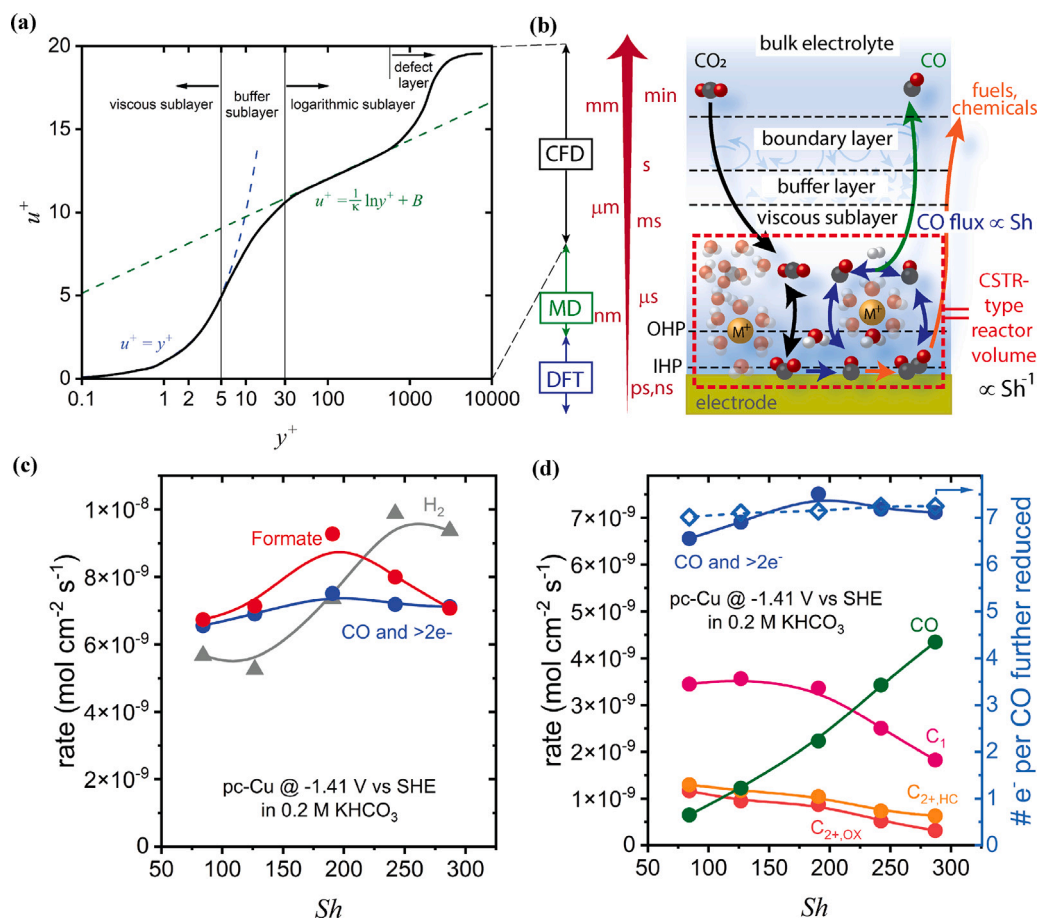 (a)
20
15
10
5
0
u⁺
viscous sublayer
buffer
sublayer
logarithmic sublayer
defect
layer
u⁺ = 1/κ ln y⁺ + B
u⁺ = y⁺
0.1
1
2
5
10
30
100
1000
10000
y⁺
(b)
CFD
MD
DFT
mm
μm
nm
min
s
ms
μs
ps,ns
bulk electrolyte
CO₂
CO
fuels,
chemicals
boundary layer
buffer layer
viscous sublayer
CO flux ∝ Sh
M⁺
M⁺
OHP
IHP
electrode
CSTR-
type
reactor
volume
∝ Sh⁻¹
(c)
rate (mol cm⁻² s⁻¹)
1×10⁻⁸
8×10⁻⁹
6×10⁻⁹
4×10⁻⁹
2×10⁻⁹
0
H₂
Formate
CO and >2e-
pc-Cu @ -1.41 V vs SHE
in 0.2 M KHCO₃
50
100
150
200
250
300
Sh
(d)
rate (mol cm⁻² s⁻¹)
7×10⁻⁹
6×10⁻⁹
5×10⁻⁹
4×10⁻⁹
3×10⁻⁹
2×10⁻⁹
1×10⁻⁹
0
CO and >2e⁻
pc-Cu @ -1.41 V vs SHE
in 0.2 M KHCO₃
CO
C₁
C₂₊,HC
C₂₊,OX
7
6
5
4
3
2
1
0
# e⁻ per CO further reduced
50
100
150
200
250
300
Sh